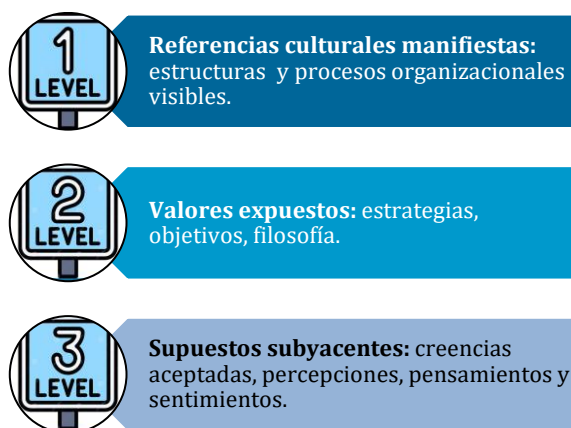 1
LEVEL
Referencias culturales manifiestas:
estructuras y procesos organizacionales
visibles.
2
LEVEL
Valores expuestos: estrategias,
objetivos, filosofía.
3
LEVEL
Supuestos subyacentes: creencias
aceptadas, percepciones, pensamientos y
sentimientos.